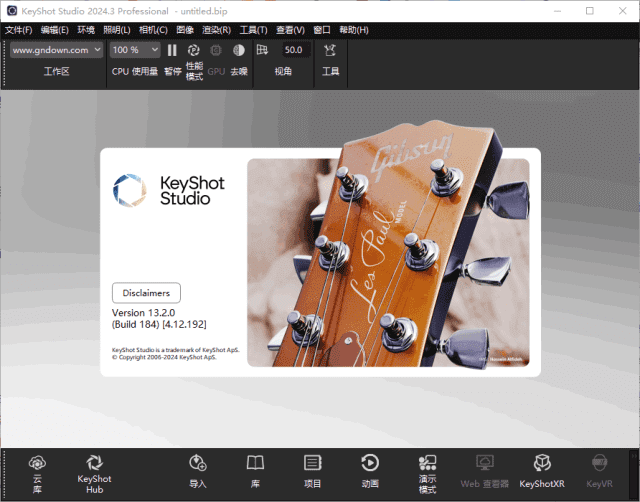 KeyShot Studio 2024.3 Professional - untitled.bip
文件(F) 编辑(E) 环境 照明(L) 相机(C) 图像 渲染(R) 工具(T) 查看(V) 窗口 帮助(H)
www.gndown.com 100 % 50.0
工作区 CPU 使用量 暂停 性能 GPU 去噪 视角 工具
模式
Gibson
Les Paul
MODEL
KeyShot
Studio
Disclaimers
Version 13.2.0
(Build 184) [4.12.192]
KeyShot Studio is a trademark of KeyShot ApS.
© Copyright 2006-2024 KeyShot ApS.
云库
KeyShot Hub
导入
库
项目
动画
演示模式
Web 查看器
KeyShotXR
KeyVR